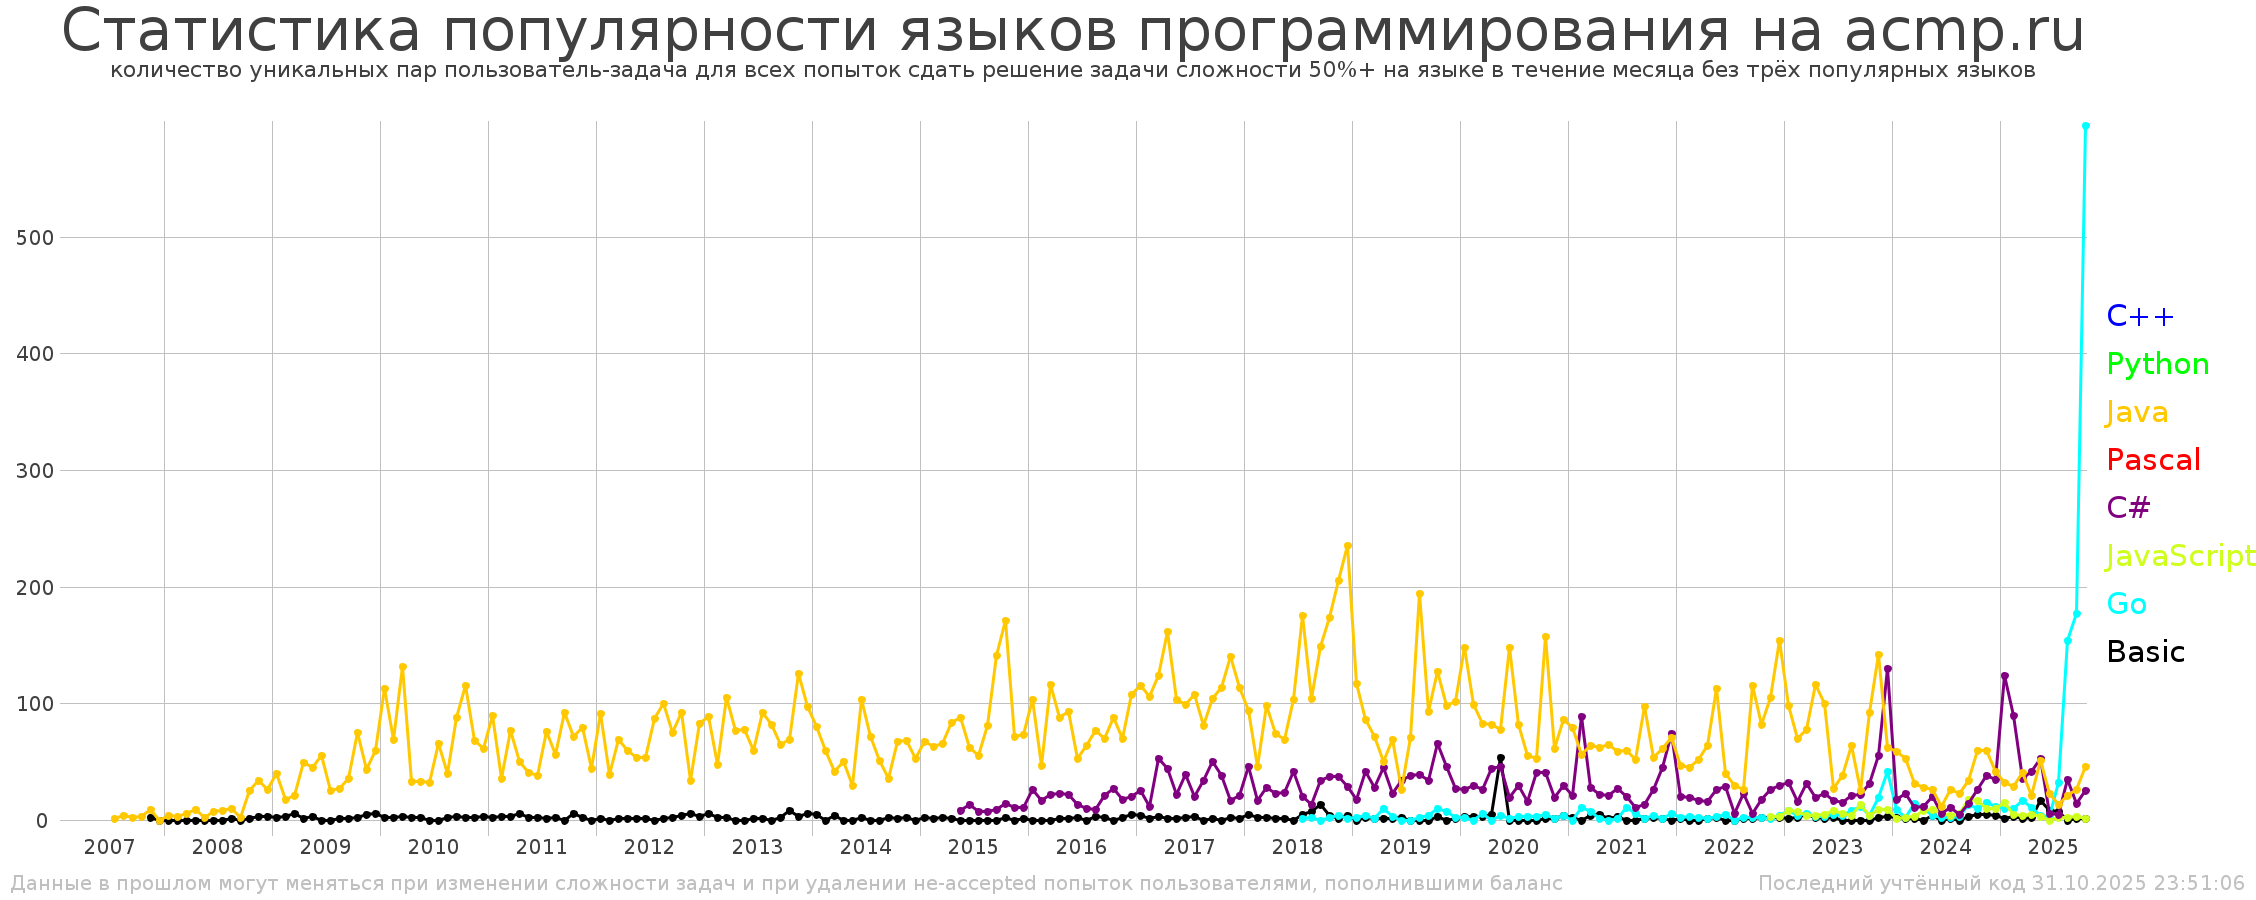 Статистика популярности языков программирования на acmp.ru
количество уникальных пар пользователь-задача для всех попыток сдать решение задачи сложности 50%+ на языке в течение месяца без трёх популярных языков
500
400
300
200
100
0
C++
Python
Java
Pascal
C#
JavaScript
Go
Basic
2007 2008 2009 2010 2011 2012 2013 2014 2015 2016 2017 2018 2019 2020 2021 2022 2023 2024 2025
Данные в прошлом могут меняться при изменении сложности задач и при удалении не-accepted попыток пользователями, пополнившими баланс
Последний учтённый код 31.10.2025 23:51:06